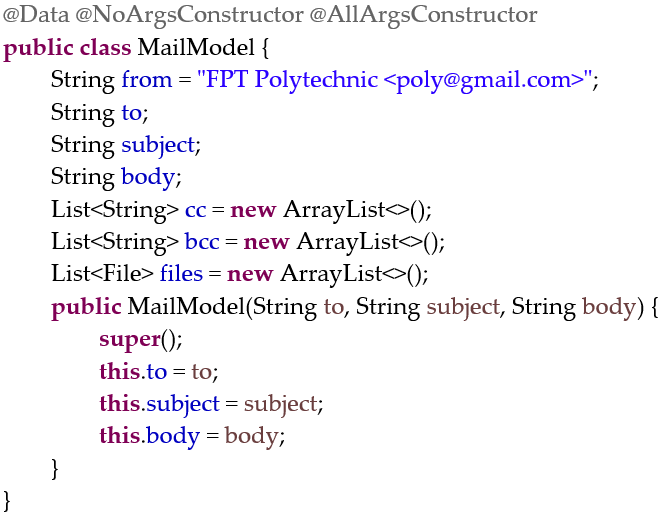 @Data @NoArgsConstructor @AllArgsConstructor
public class MailModel {
String from = "FPT Polytechnic <poly@gmail.com>";
String to;
String subject;
String body;
List<String> cc = new ArrayList<>();
List<String> bcc = new ArrayList<>();
List<File> files = new ArrayList<>();
public MailModel(String to, String subject, String body) {
super();
this.to = to;
this.subject = subject;
this.body = body;
}
}